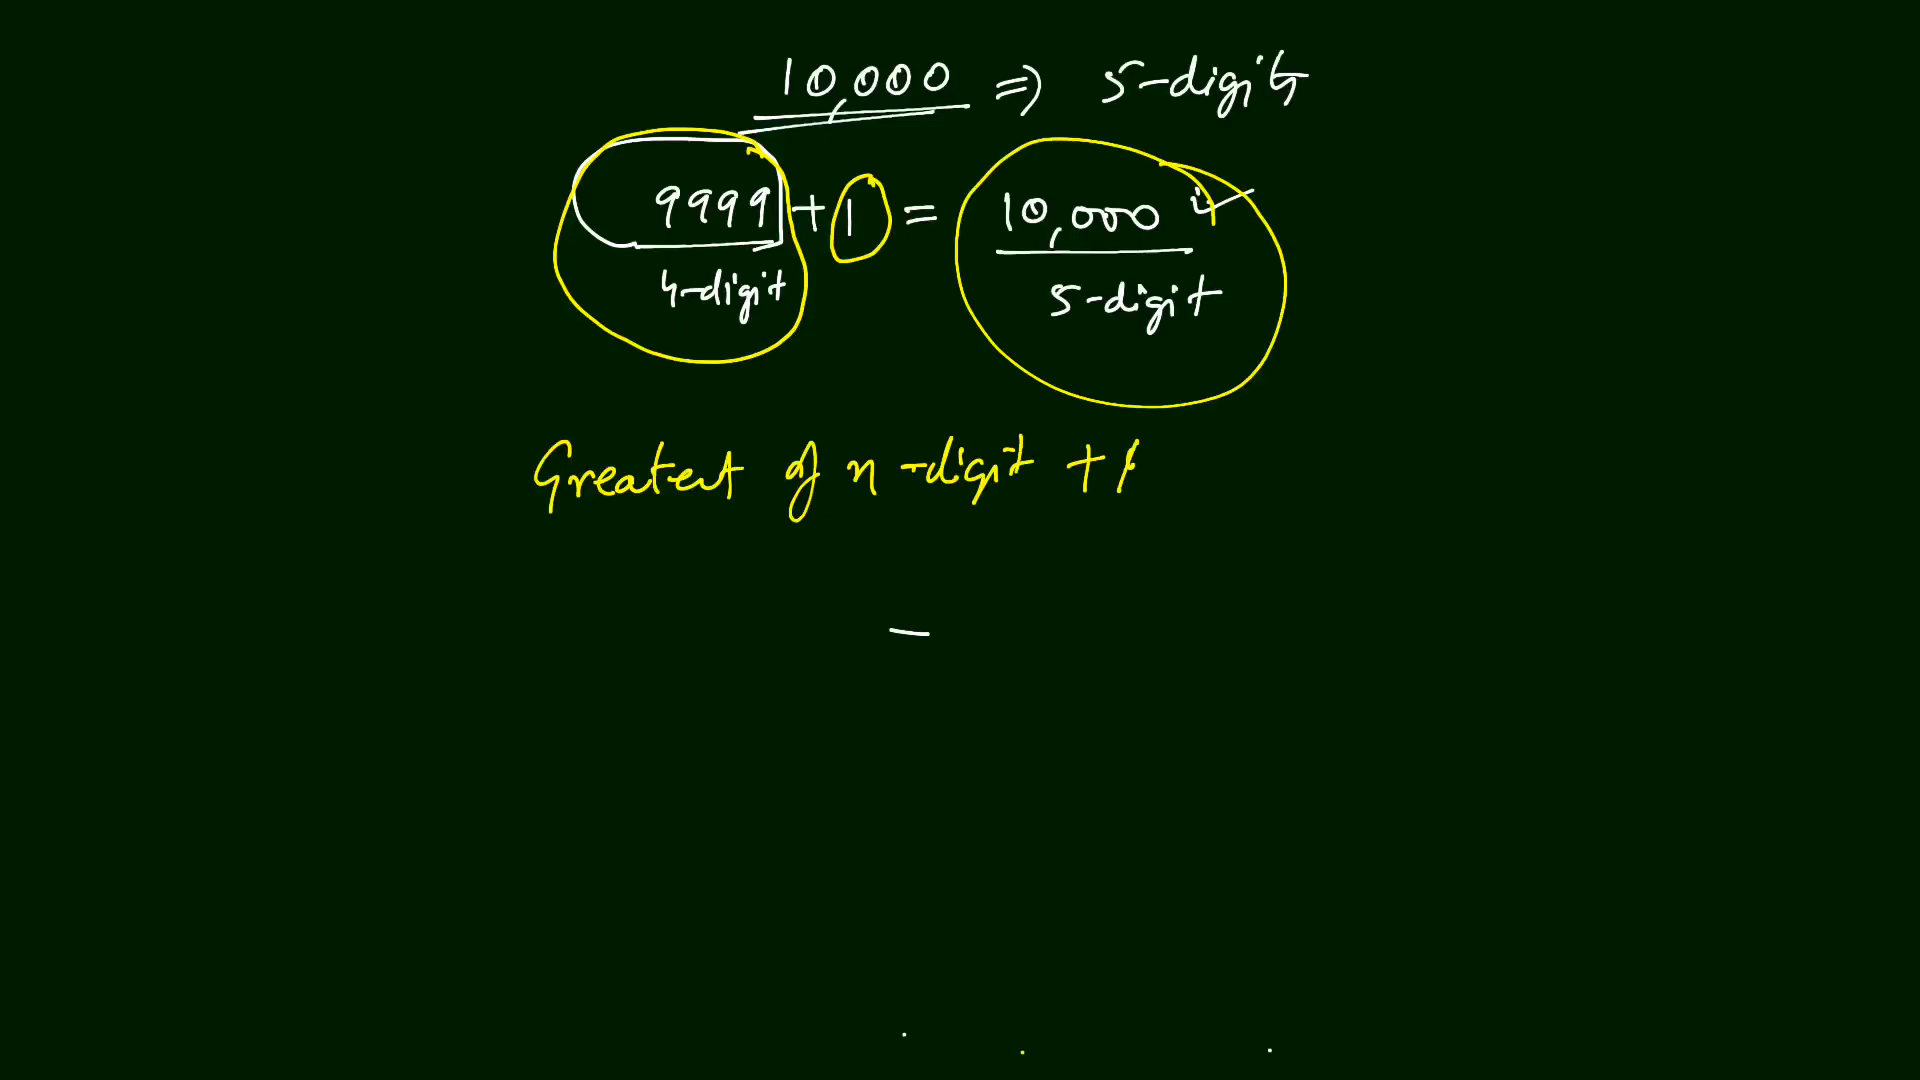 10,000 => 5-digit
9999 + 1 = 10,000
4-digit 5-digit
Greatest of n-digit + 1